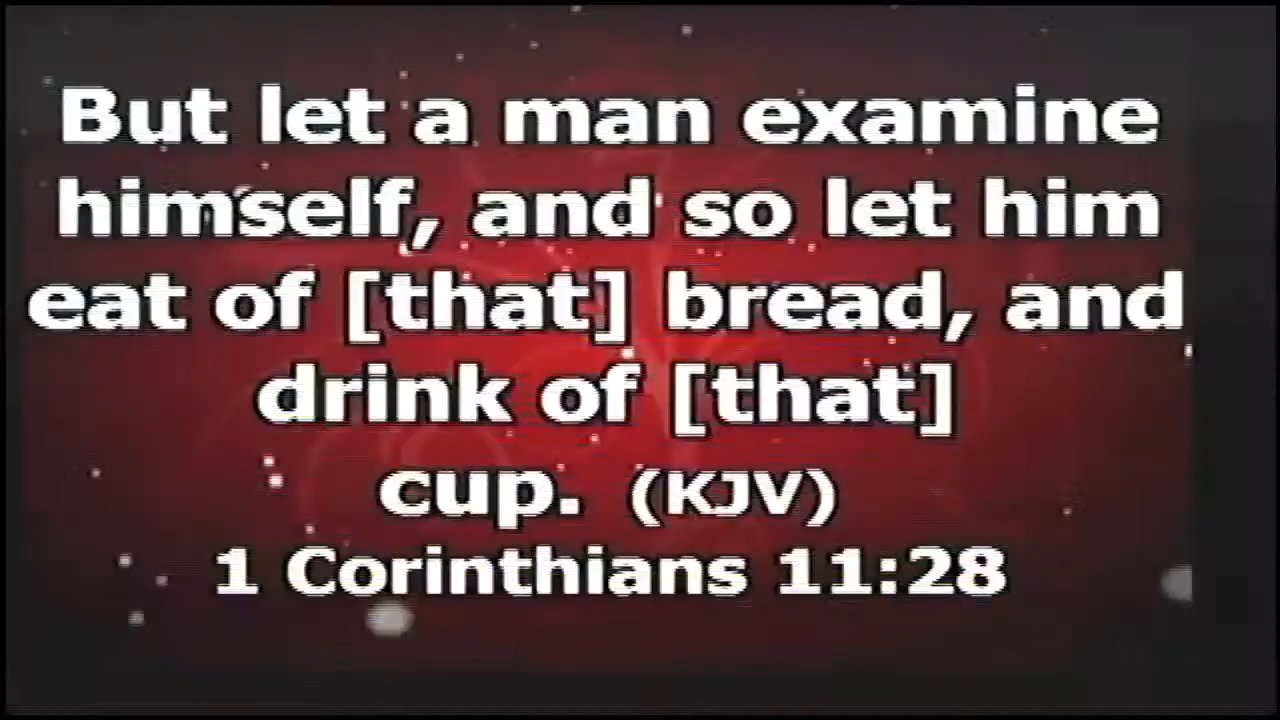 But let a man examine
himself, and so let him
eat of [that] bread, and
drink of [that]
cup. (KJV)
1 Corinthians 11:28